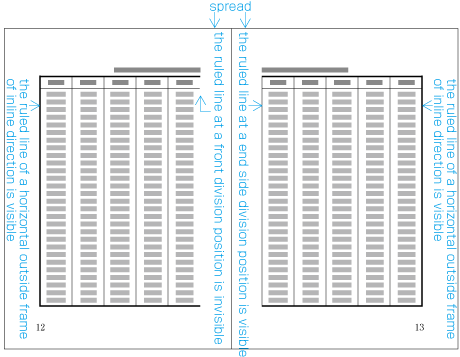 spread
the ruled line of a horizontal outside frame
of inline direction is visible
the ruled line at a front division position is invisible
the ruled line at a end side division position is visible
the ruled line of a horizontal outside frame
of inline direction is visible
12
13